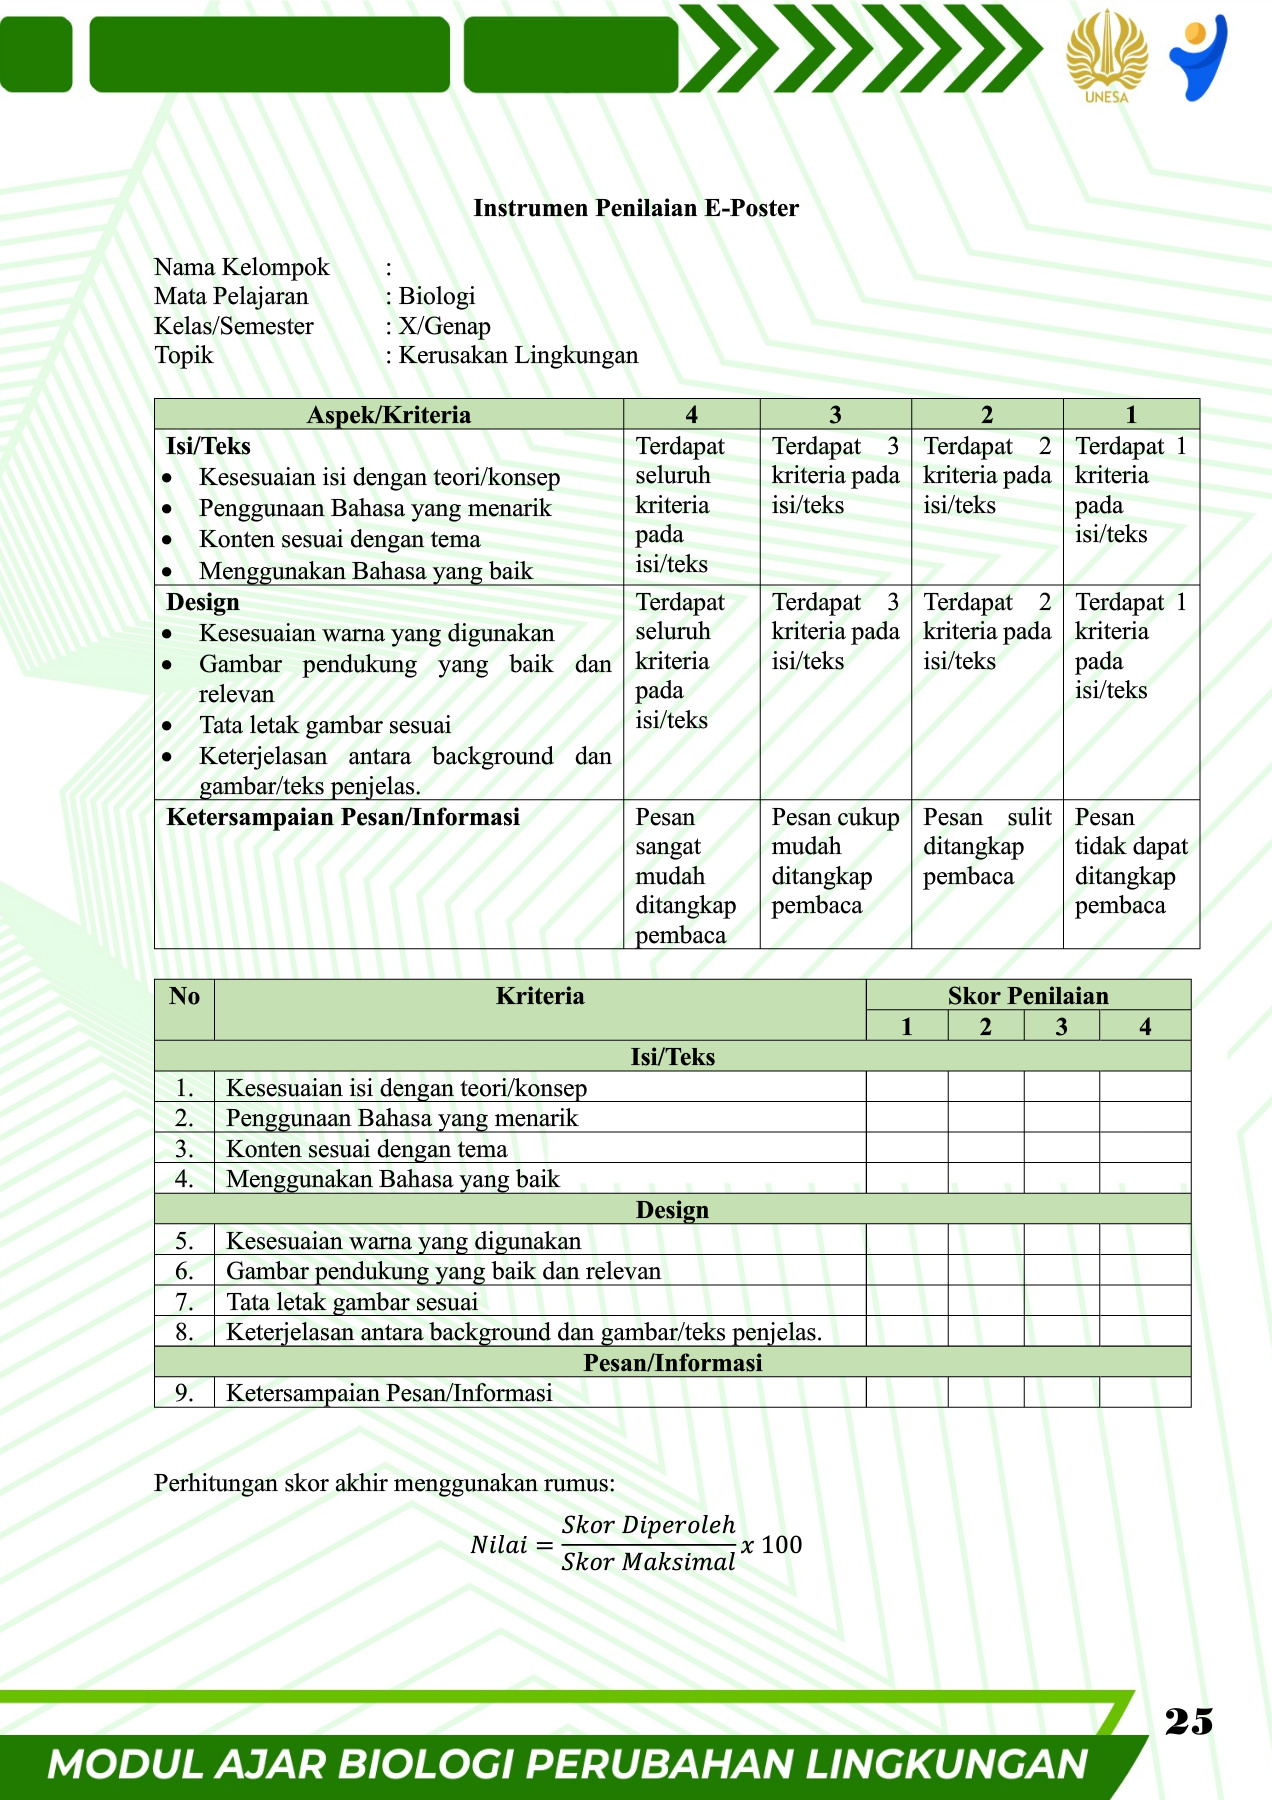 UNESA
Instrumen Penilaian E-Poster
Nama Kelompok :
Mata Pelajaran : Biologi
Kelas/Semester : X/Genap
Topik : Kerusakan Lingkungan
Aspek/Kriteria 4 3 2 1
Isi/Teks
• Kesesuaian isi dengan teori/konsep
• Penggunaan Bahasa yang menarik
• Konten sesuai dengan tema
• Menggunakan Bahasa yang baik
Terdapat
seluruh
kriteria
pada
isi/teks
Terdapat 3
kriteria pada
isi/teks
Terdapat 2
kriteria pada
isi/teks
Terdapat 1
kriteria
pada
isi/teks
Design
• Kesesuaian warna yang digunakan
• Gambar pendukung yang baik dan
relevan
• Tata letak gambar sesuai
• Keterjelasan antara background dan
gambar/teks penjelas.
Terdapat
seluruh
kriteria
pada
isi/teks
Terdapat 3
kriteria pada
isi/teks
Terdapat 2
kriteria pada
isi/teks
Terdapat 1
kriteria
pada
isi/teks
Ketersampaian Pesan/Informasi
Pesan
sangat
mudah
ditangkap
pembaca
Pesan cukup
mudah
ditangkap
pembaca
Pesan sulit
ditangkap
pembaca
Pesan
tidak dapat
ditangkap
pembaca
No Kriteria Skor Penilaian
1 2 3 4
Isi/Teks
1. Kesesuaian isi dengan teori/konsep
2. Penggunaan Bahasa yang menarik
3. Konten sesuai dengan tema
4. Menggunakan Bahasa yang baik
Design
5. Kesesuaian warna yang digunakan
6. Gambar pendukung yang baik dan relevan
7. Tata letak gambar sesuai
8. Keterjelasan antara background dan gambar/teks penjelas.
Pesan/Informasi
9. Ketersampaian Pesan/Informasi
Perhitungan skor akhir menggunakan rumus:
Nilai = Skor Diperoleh / Skor Maksimal x 100
25
MODUL AJAR BIOLOGI PERUBAHAN LINGKUNGAN